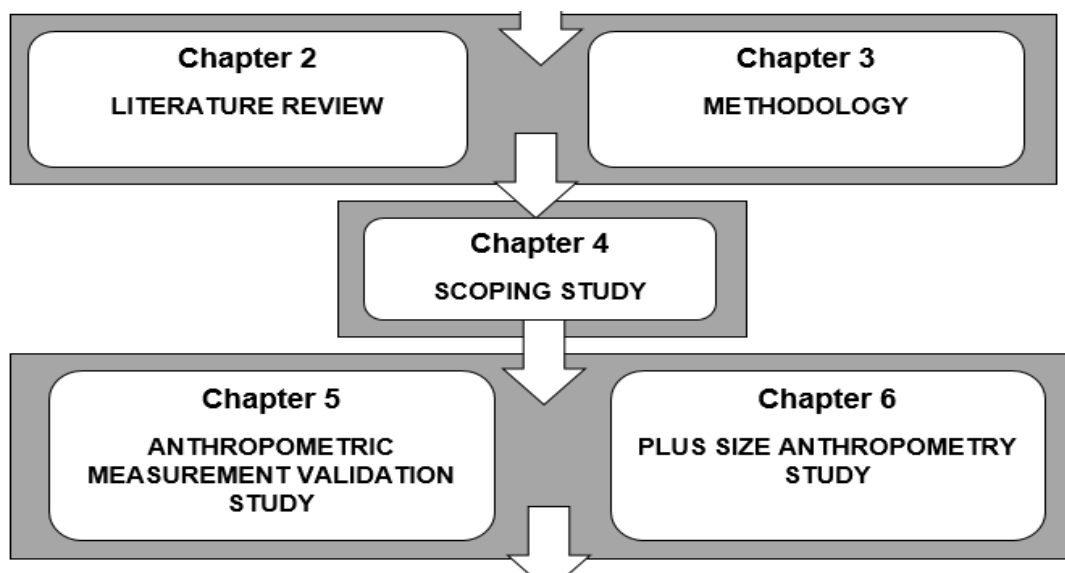 Chapter 2
LITERATURE REVIEW
Chapter 3
METHODOLOGY
Chapter 4
SCOPING STUDY
Chapter 5
ANTHROPOMETRIC
MEASUREMENT VALIDATION
STUDY
Chapter 6
PLUS SIZE ANTHROPOMETRY
STUDY